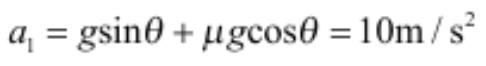 a₁ = gsinθ + μgcosθ = 10m / s²